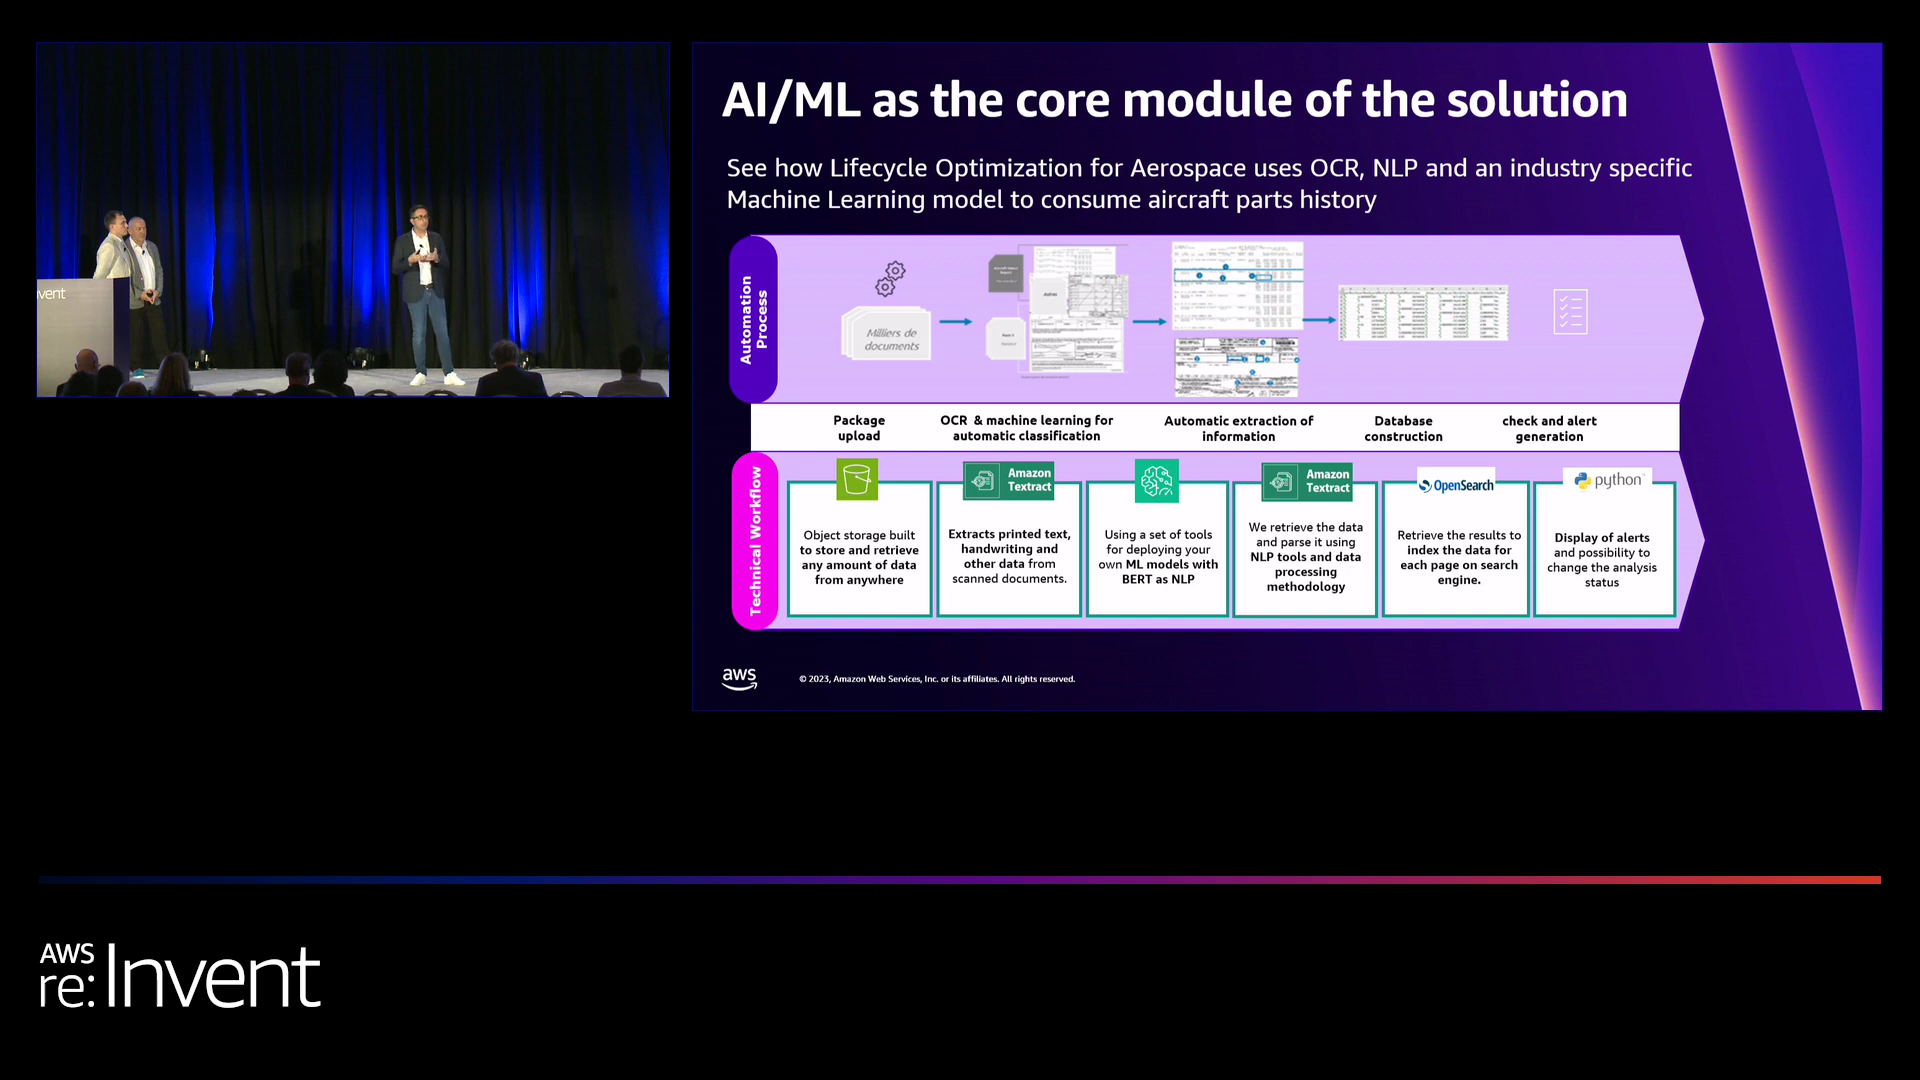 vent
AI/ML as the core module of the solution
See how Lifecycle Optimization for Aerospace uses OCR, NLP and an industry specific
Machine Learning model to consume aircraft parts history
Automation
Process
Milliers de
documents
Package
upload
OCR & machine learning for
automatic classification
Automatic extraction of
information
Database
construction
check and alert
generation
Technical Workflow
Object storage built
to store and retrieve
any amount of data
from anywhere
Amazon
Textract
Extracts printed text,
handwriting and
other data from
scanned documents.
Using a set of tools
for deploying your
own ML models with
BERT as NLP
Amazon
Textract
We retrieve the data
and parse it using
NLP tools and data
processing
methodology
OpenSearch
Retrieve the results to
index the data for
each page on search
engine.
python™
Display of alerts
and possibility to
change the analysis
status
aws
© 2023, Amazon Web Services, Inc. or its affiliates. All rights reserved.
AWS
re:Invent